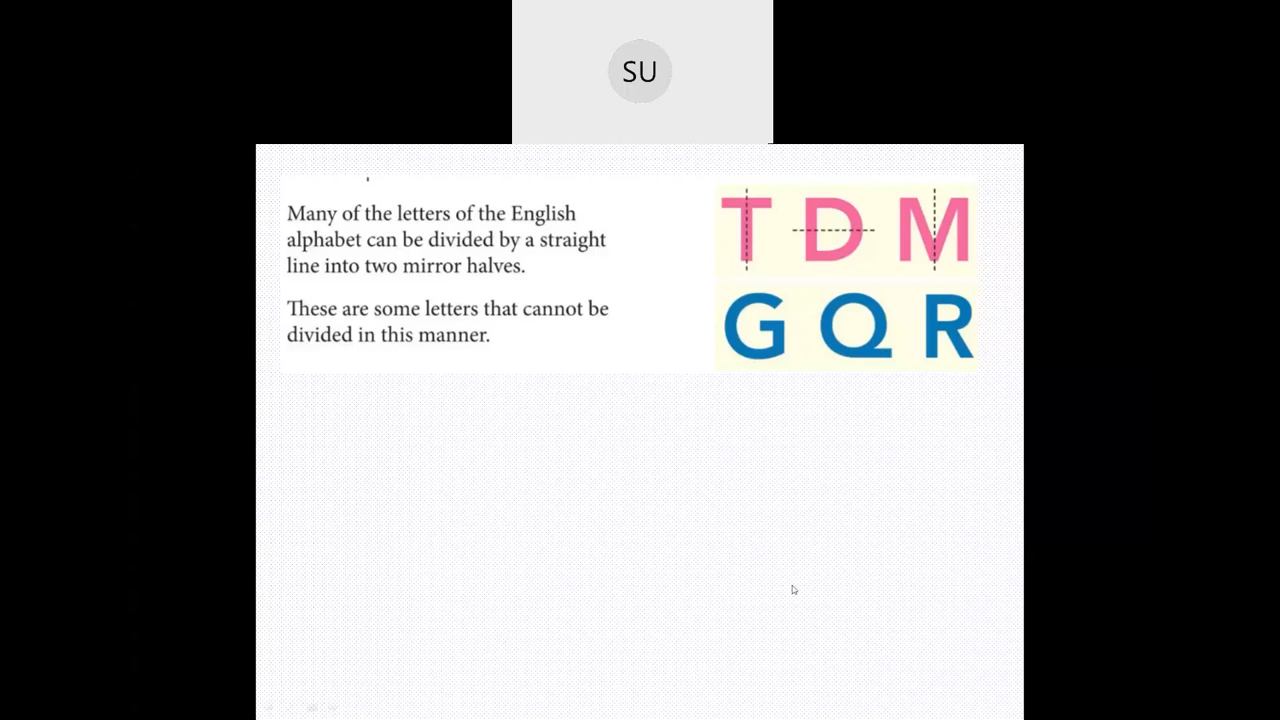 SU
Many of the letters of the English
alphabet can be divided by a straight
line into two mirror halves.
These are some letters that cannot be
divided in this manner.
T D M
G Q R